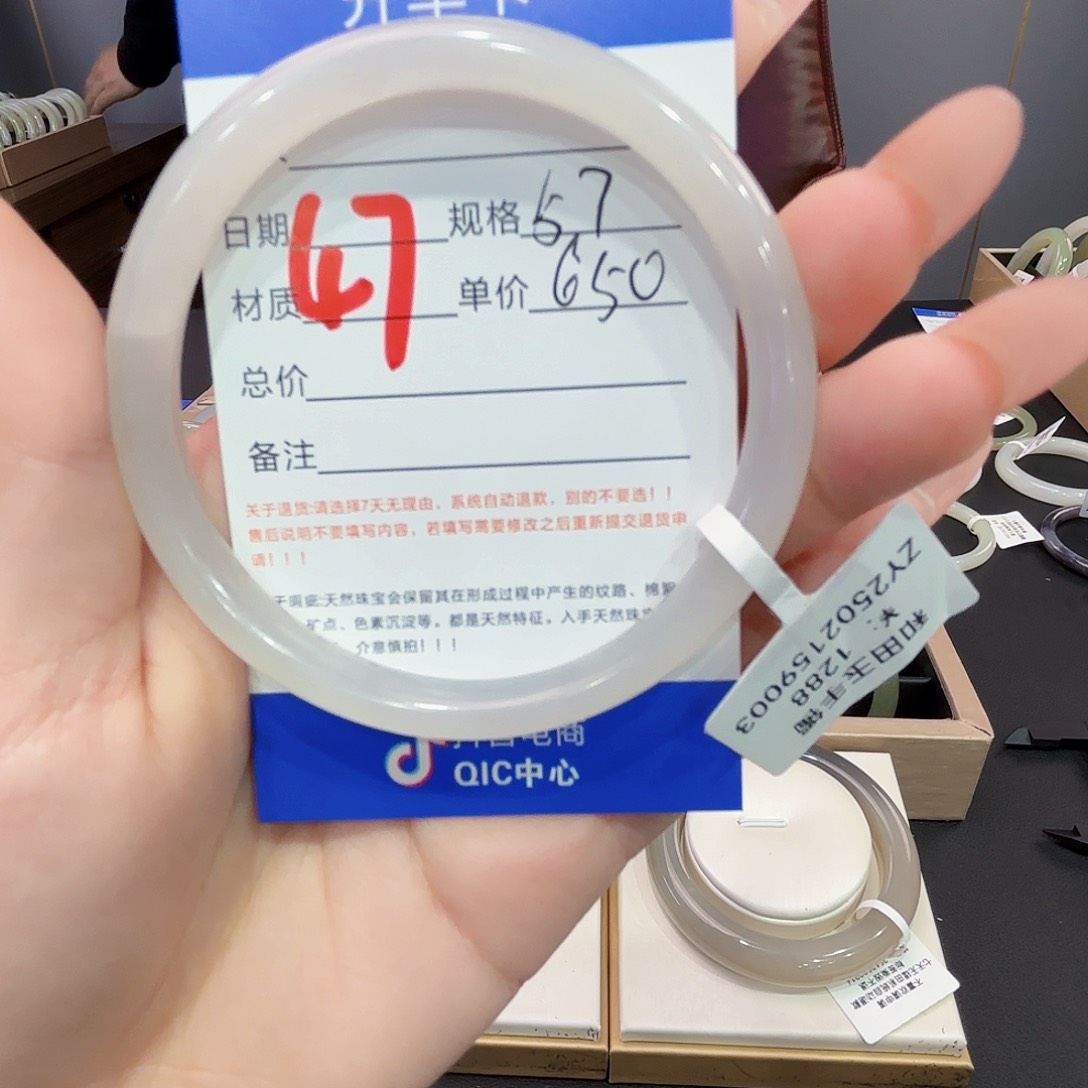 开单卡
47
日期 规格 57
材质 单价 650
总价
备注
关于退货:请选择7天无理由，系统自动退款，别的不要选！！
售后说明不要填写内容，若填写需要修改之后重新提交退货申
请！！！
于瑕疵:天然珠宝会保留其在形成过程中产生的纹路、棉絮
矿点、色素沉淀等。都是天然特征。入手天然珠宝
介意慎拍！！！
抖音电商
QIC中心
和田玉手镯
¥: 1288
ZY2502159003